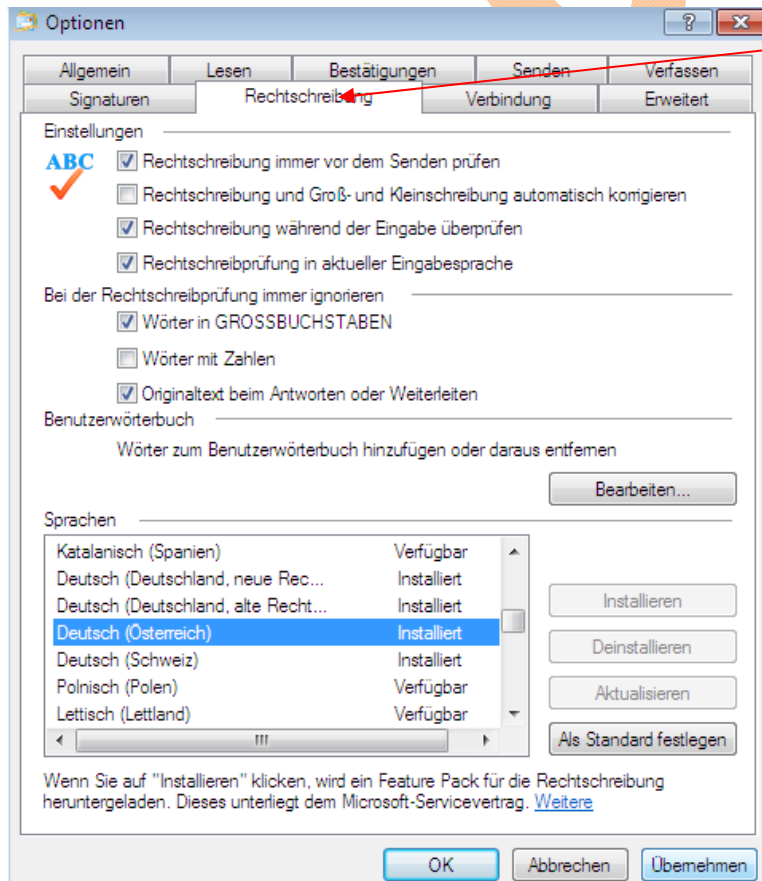 Optionen
Allgemein Lesen Bestätigungen Senden Verfassen
Signaturen Rechtschreibung Verbindung Erweitert
Einstellungen
ABC
Rechtschreibung immer vor dem Senden prüfen
Rechtschreibung und Groß- und Kleinschreibung automatisch korrigieren
Rechtschreibung während der Eingabe überprüfen
Rechtschreibprüfung in aktueller Eingabesprache
Bei der Rechtschreibprüfung immer ignorieren
Wörter in GROSSBUCHSTABEN
Wörter mit Zahlen
Originaltext beim Antworten oder Weiterleiten
Benutzerwörterbuch
Wörter zum Benutzerwörterbuch hinzufügen oder daraus entfernen
Bearbeiten...
Sprachen
Katalanisch (Spanien) Verfügbar
Deutsch (Deutschland, neue Rec... Installiert
Deutsch (Deutschland, alte Recht... Installiert
Deutsch (Österreich) Installiert
Deutsch (Schweiz) Installiert
Polnisch (Polen) Verfügbar
Lettisch (Lettland) Verfügbar
Installieren
Deinstallieren
Aktualisieren
Als Standard festlegen
Wenn Sie auf "Installieren" klicken, wird ein Feature Pack für die Rechtschreibung
heruntergeladen. Dieses unterliegt dem Microsoft-Servicevertrag. Weitere
OK Abbrechen Übernehmen